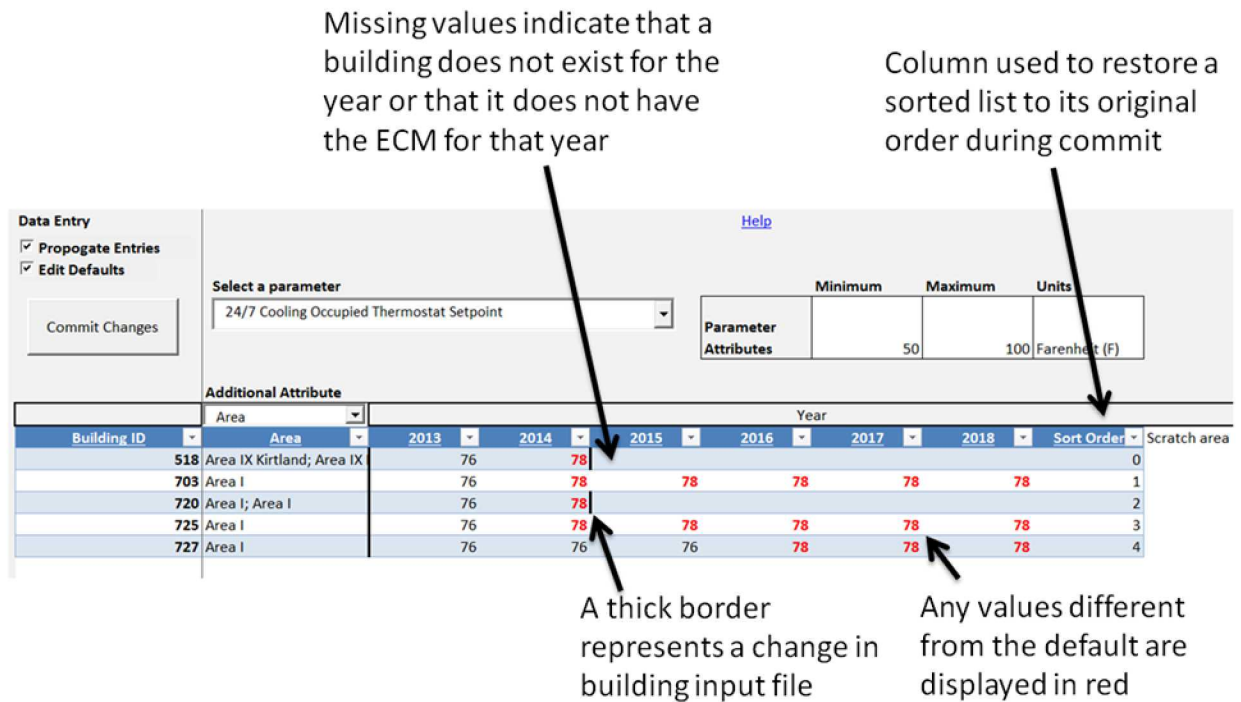 Missing values indicate that a
building does not exist for the
year or that it does not have
the ECM for that year
Column used to restore a
sorted list to its original
order during commit
Data Entry
Help
Propogate Entries
Edit Defaults
Select a parameter
Minimum Maximum Units
24/7 Cooling Occupied Thermostat Setpoint
Commit Changes
Parameter
Attributes 50 100 Farenheit (F)
Additional Attribute
Area Year
Building ID Area 2013 2014 2015 2016 2017 2018 Sort Order Scratch area
518 Area IX Kirtland; Area IX 76 78 0
703 Area I 76 78 78 78 78 78 1
720 Area I; Area I 76 78 2
725 Area I 76 78 78 78 78 78 3
727 Area I 76 76 76 78 78 78 4
A thick border
represents a change in
building input file
Any values different
from the default are
displayed in red